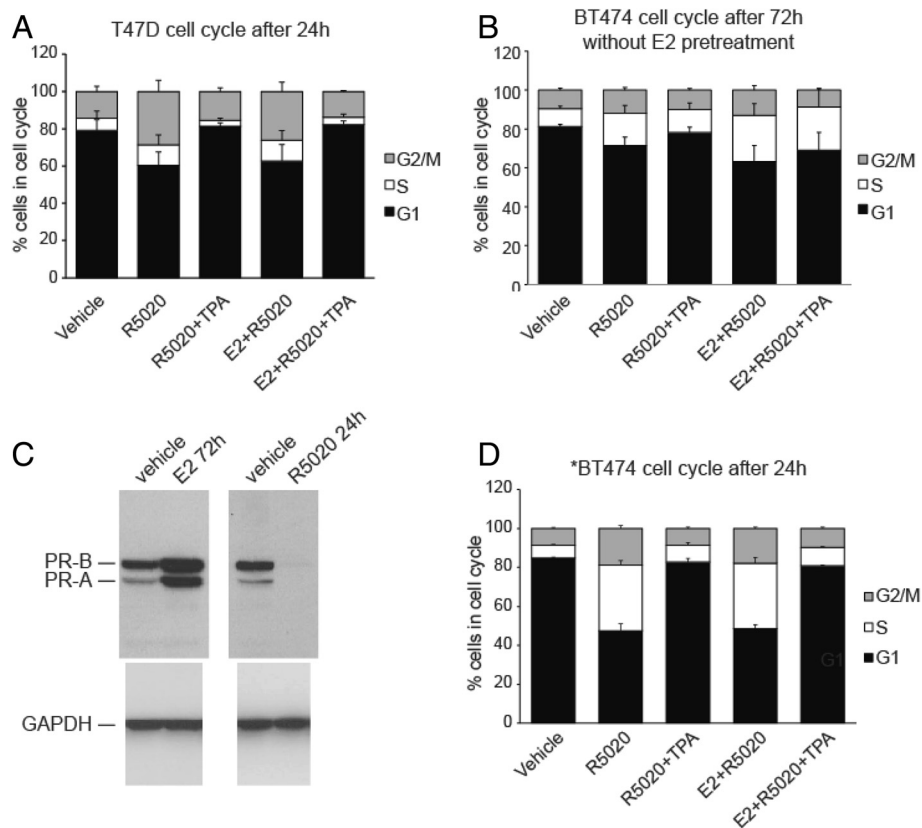 A
T47D cell cycle after 24h
% cells in cell cycle
120
100
80
60
40
20
0
G2/M
S
G1
Vehicle
R5020
R5020+TPA
E2+R5020
E2+R5020+TPA
B
BT474 cell cycle after 72h
without E2 pretreatment
% cells in cell cycle
120
100
80
60
40
20
0
G2/M
S
G1
Vehicle
R5020
R5020+TPA
E2+R5020
E2+R5020+TPA
C
vehicle
E2 72h
vehicle
R5020 24h
PR-B
PR-A
GAPDH
D
*BT474 cell cycle after 24h
% cells in cell cycle
120
100
80
60
40
20
0
G2/M
S
G1
G1
Vehicle
R5020
R5020+TPA
E2+R5020
E2+R5020+TPA